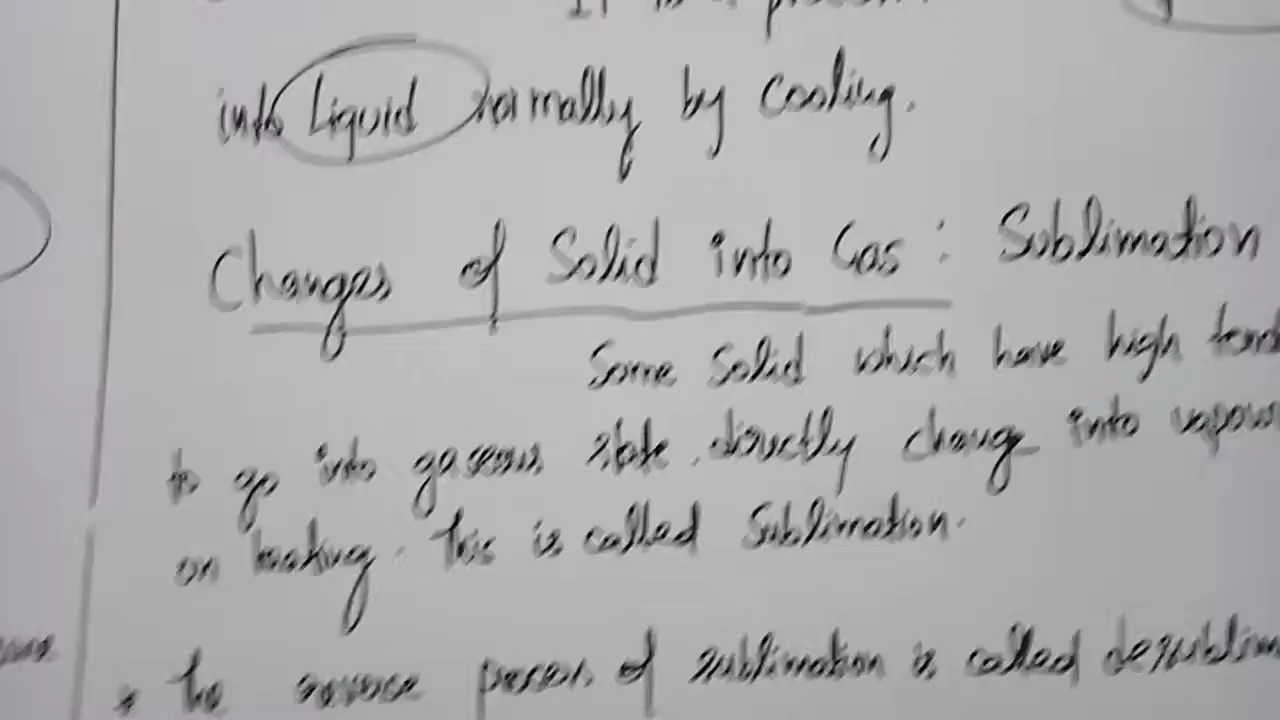 It is a
into Liquid normally by cooling.
Changes of Solid into Gas : Sublimation
Some Solid which have high tend
to go into gaseous state. directly change into vapour
on heating. This is called Sublimation.
* The reverse process of sublimation is called desublim